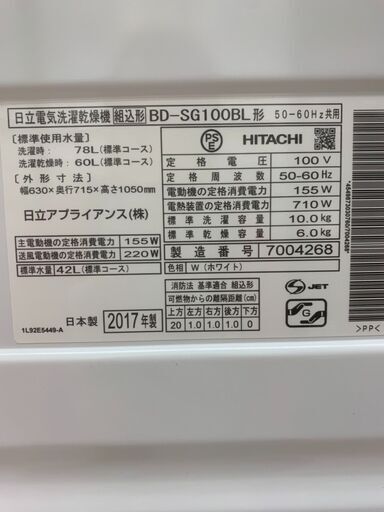 日立電気洗濯乾燥機 組込形 BD-SG100BL形 50-60Hz共用
[標準使用水量]
洗濯時： 78L(標準コース)
洗濯乾燥時： 60L(標準コース)
[外形寸法]
幅630×奥行715×高さ1050mm
日立アプライアンス(株)
主電動機の定格消費電力 155W
送風電動機の定格消費電力 220W
標準水量 42L(標準コース)
PS E HITACHI
定格電圧 100V
定格周波数 50-60Hz
電動機の定格消費電力 155W
電熱装置の定格消費電力 710W
標準洗濯容量 10.0kg
標準乾燥容量 6.0kg
製造番号 7004268
色相 W(ホワイト)
日本製 2017年製
消防法 基準適合 組込形
可燃物からの離隔距離(cm)
上方 左方 右方 前方 後方 下方
S JET
G
1L92E5449-A
>PP<